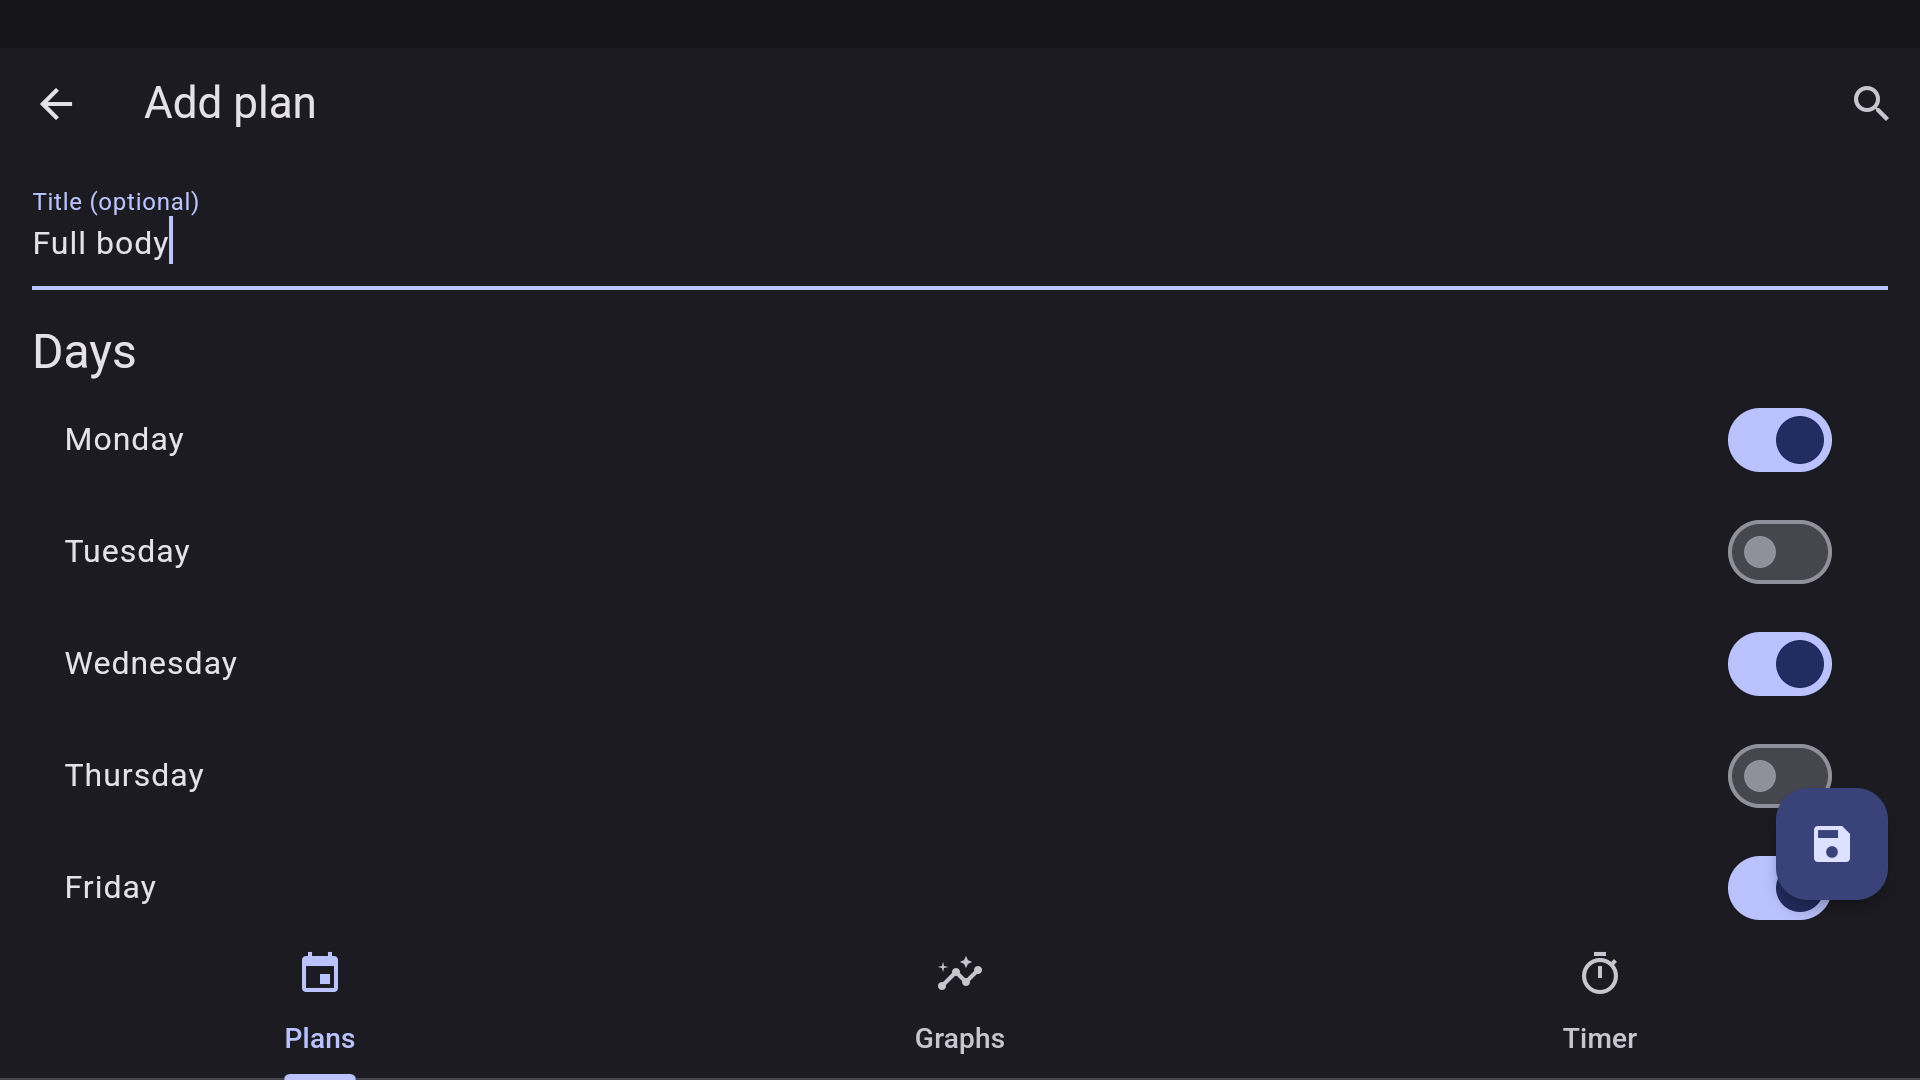 Add plan
Title (optional)
Full body
Days
Monday
Tuesday
Wednesday
Thursday
Friday
Plans
Graphs
Timer